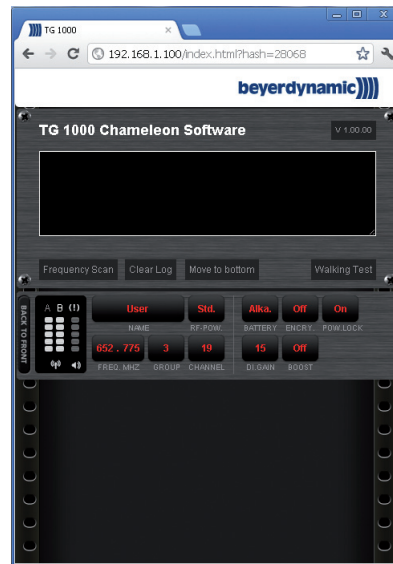 TG 1000
192.168.1.100/index.html?hash=28068
beyerdynamic
TG 1000 Chameleon Software
V 1.00.00
Frequency Scan Clear Log Move to bottom Walking Test
BACK TO FRONT
A B (!)
User Std. Alka. Off On
NAME RF-POW. BATTERY ENCRY. POW.LOCK
652.775 3 19 15 Off
FREQ. MHZ GROUP CHANNEL DI.GAIN BOOST